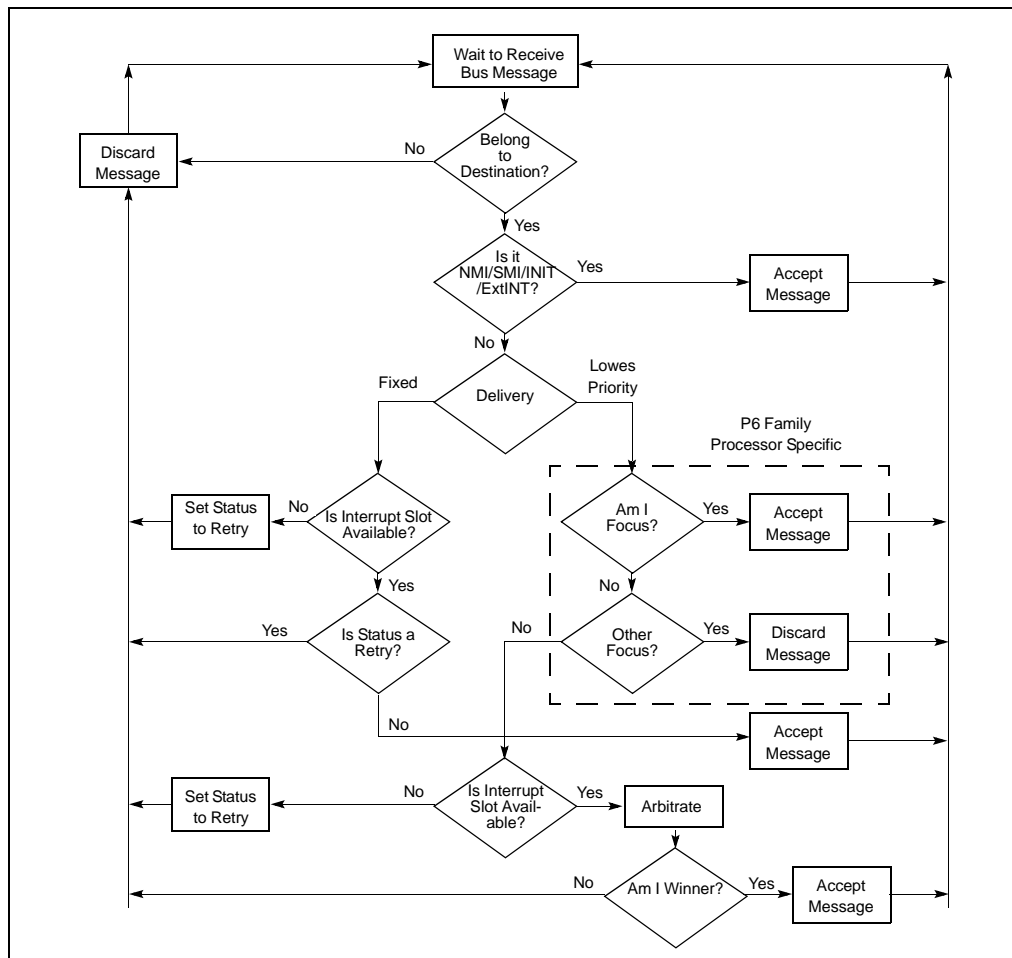 Wait to Receive
Bus Message
Belong
to
Destination?
No
Discard
Message
Yes
Is it
NMI/SMI/INIT
/ExtINT?
Yes
Accept
Message
No
Delivery
Fixed
Lowes
Priority
P6 Family
Processor Specific
Set Status
to Retry
No
Is Interrupt Slot
Available?
Am I
Focus?
Yes
Accept
Message
Yes
No
Yes
Is Status a
Retry?
No
Other
Focus?
Yes
Discard
Message
No
Accept
Message
Set Status
to Retry
No
Is Interrupt
Slot Avail-
able?
Yes
Arbitrate
No
Am I Winner?
Yes
Accept
Message